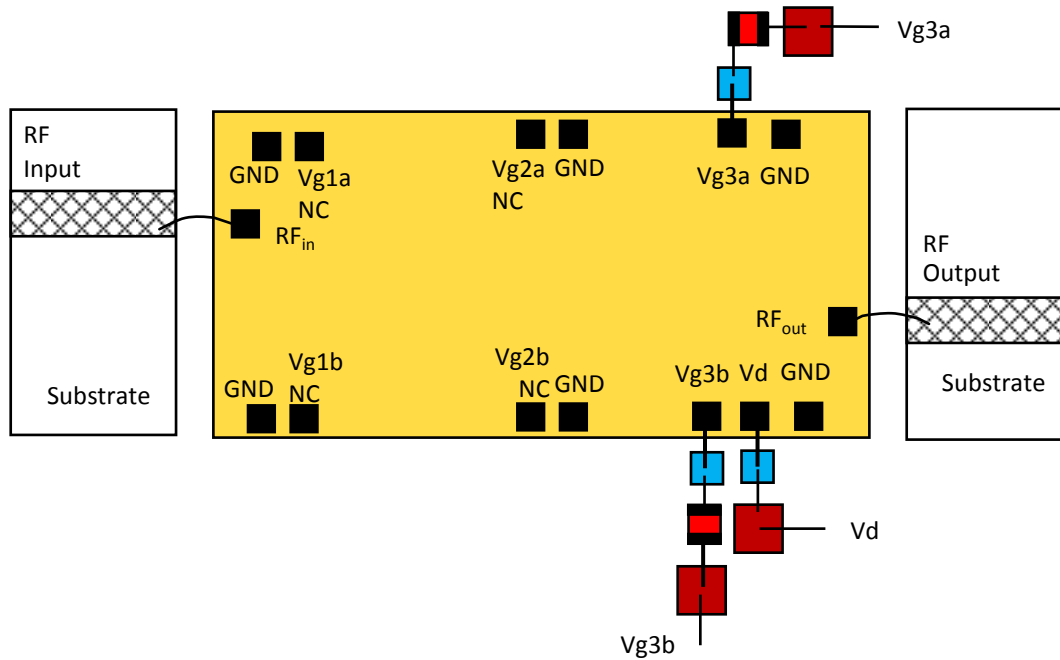 Vg3a
RF
Input
GND
Vg1a
NC
Vg2a
NC
GND
Vg3a
GND
RFin
RF
Output
RFout
Substrate
GND
Vg1b
NC
Vg2b
NC
GND
Vg3b
Vd
GND
Substrate
Vd
Vg3b